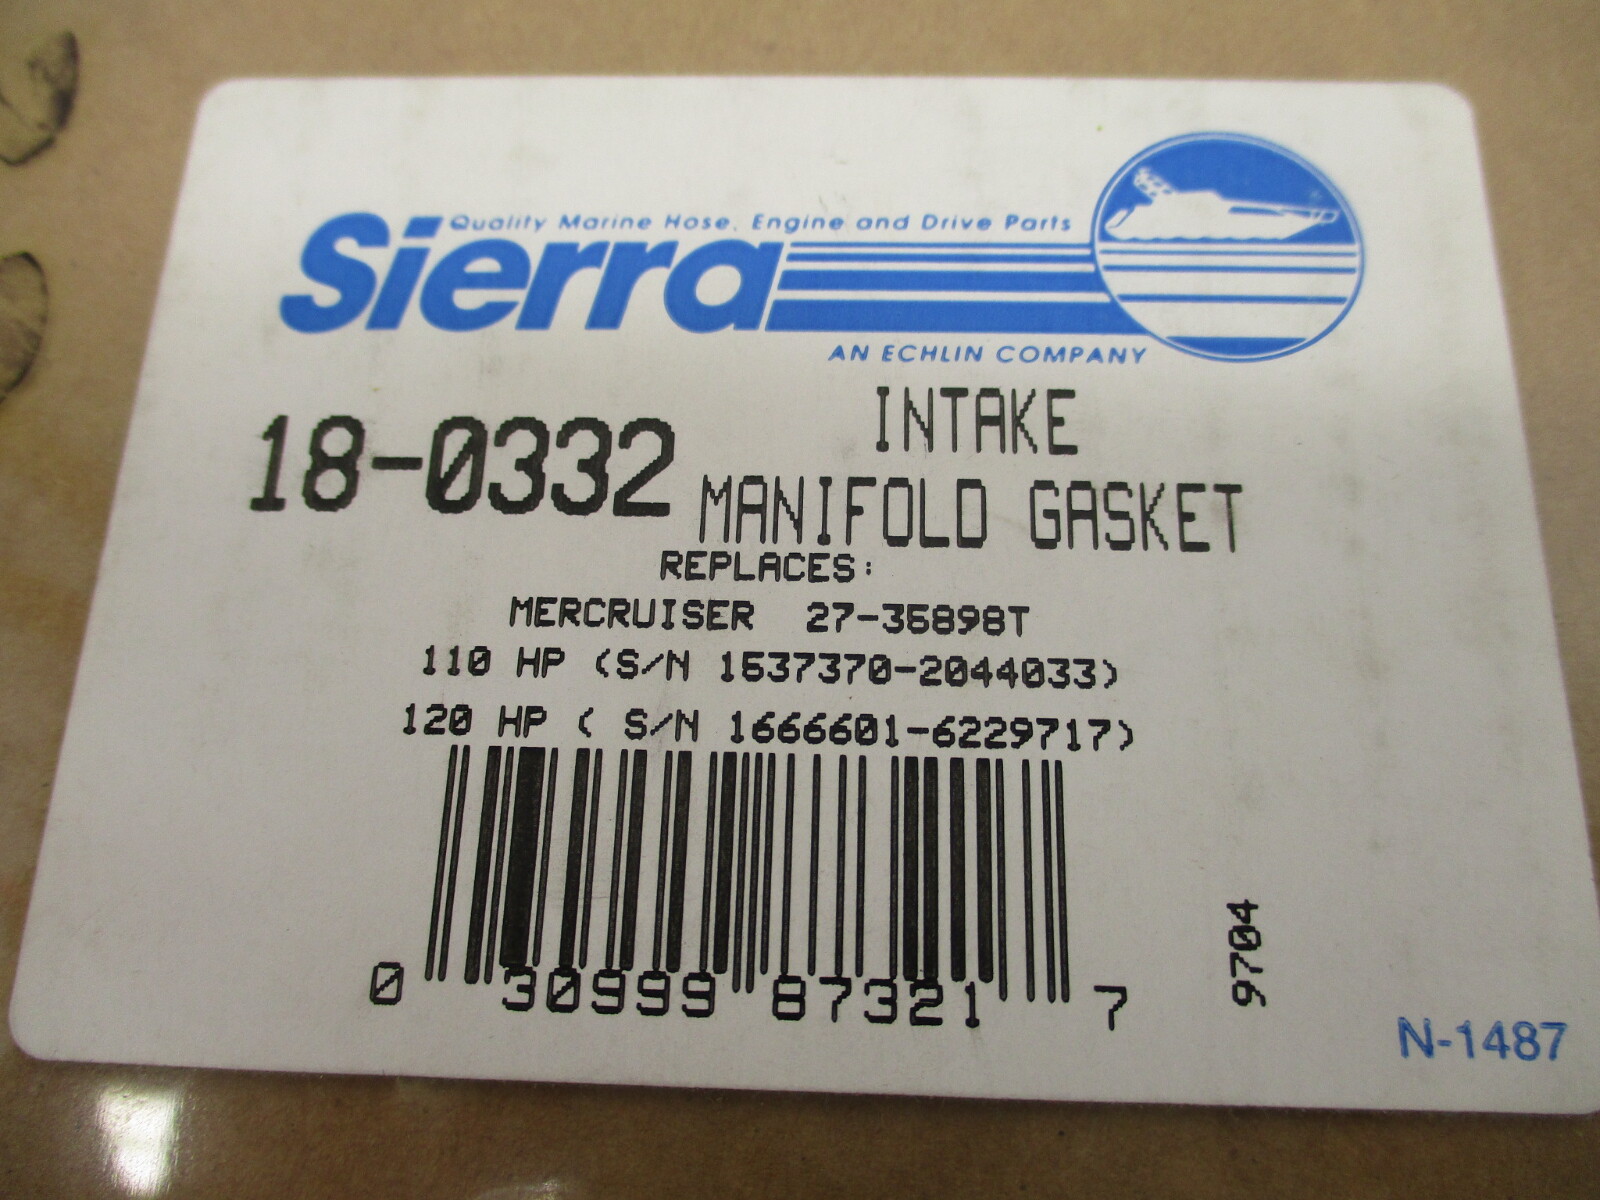 Quality Marine Hose, Engine and Drive Parts
Sierra
AN ECHLIN COMPANY
18-0332
INTAKE
MANIFOLD GASKET
REPLACES:
MERCRUISER 27-35898T
110 HP (S/N 1537370-2044033)
120 HP ( S/N 1666601-6229717)
0 30999 87321 7
9704
N-1487